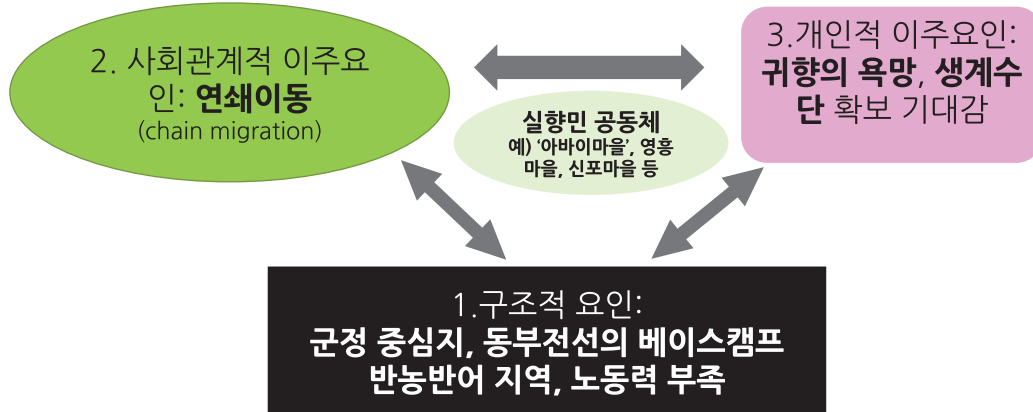 2. 사회관계적 이주요
인: 연쇄이동
(chain migration)
3.개인적 이주요인:
귀향의 욕망, 생계수
단 확보 기대감
실향민 공동체
예) ‘아바이마을’, 영흥
마을, 신포마을 등
1.구조적 요인:
군정 중심지, 동부전선의 베이스캠프
반농반어 지역, 노동력 부족